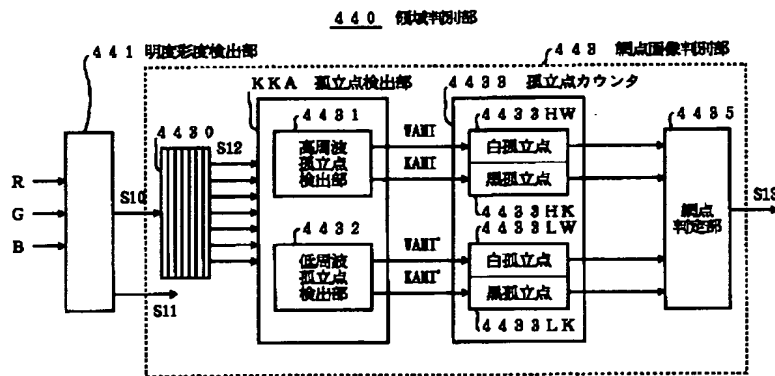 440 領域判別部
441 明度彩度検出部
443 網点画像判別部
KKA 孤立点検出部
4433 孤立点カウンタ
4430
S12
4431
高周波
孤立点
検出部
WAMI
KAMI
4433HW
白孤立点
黒孤立点
4433HK
4435
網点
判定部
S13
R
G
B
S10
S11
4432
低周波
孤立点
検出部
WAMI'
KAMI'
4433LW
白孤立点
黒孤立点
4433LK